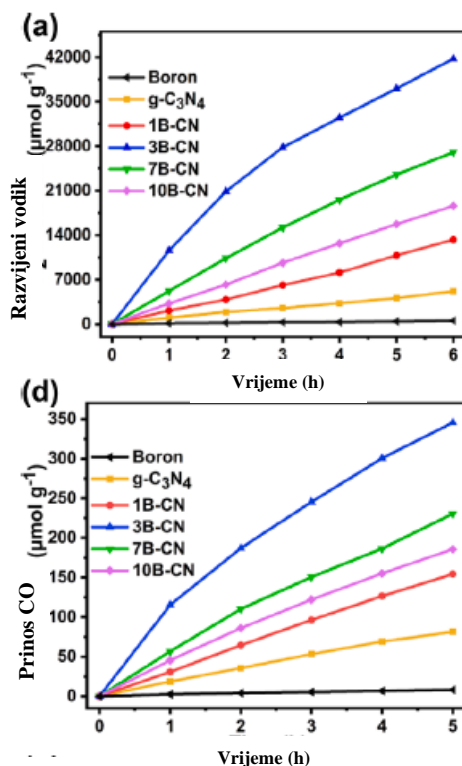 (a)
42000
35000
28000
21000
14000
7000
0
Razvijeni vodik
(μmol g⁻¹)
Boron
g-C₃N₄
1B-CN
3B-CN
7B-CN
10B-CN
0 1 2 3 4 5 6
Vrijeme (h)
(d)
350
300
250
200
150
100
50
0
Prinos CO
(μmol g⁻¹)
Boron
g-C₃N₄
1B-CN
3B-CN
7B-CN
10B-CN
0 1 2 3 4 5
Vrijeme (h)